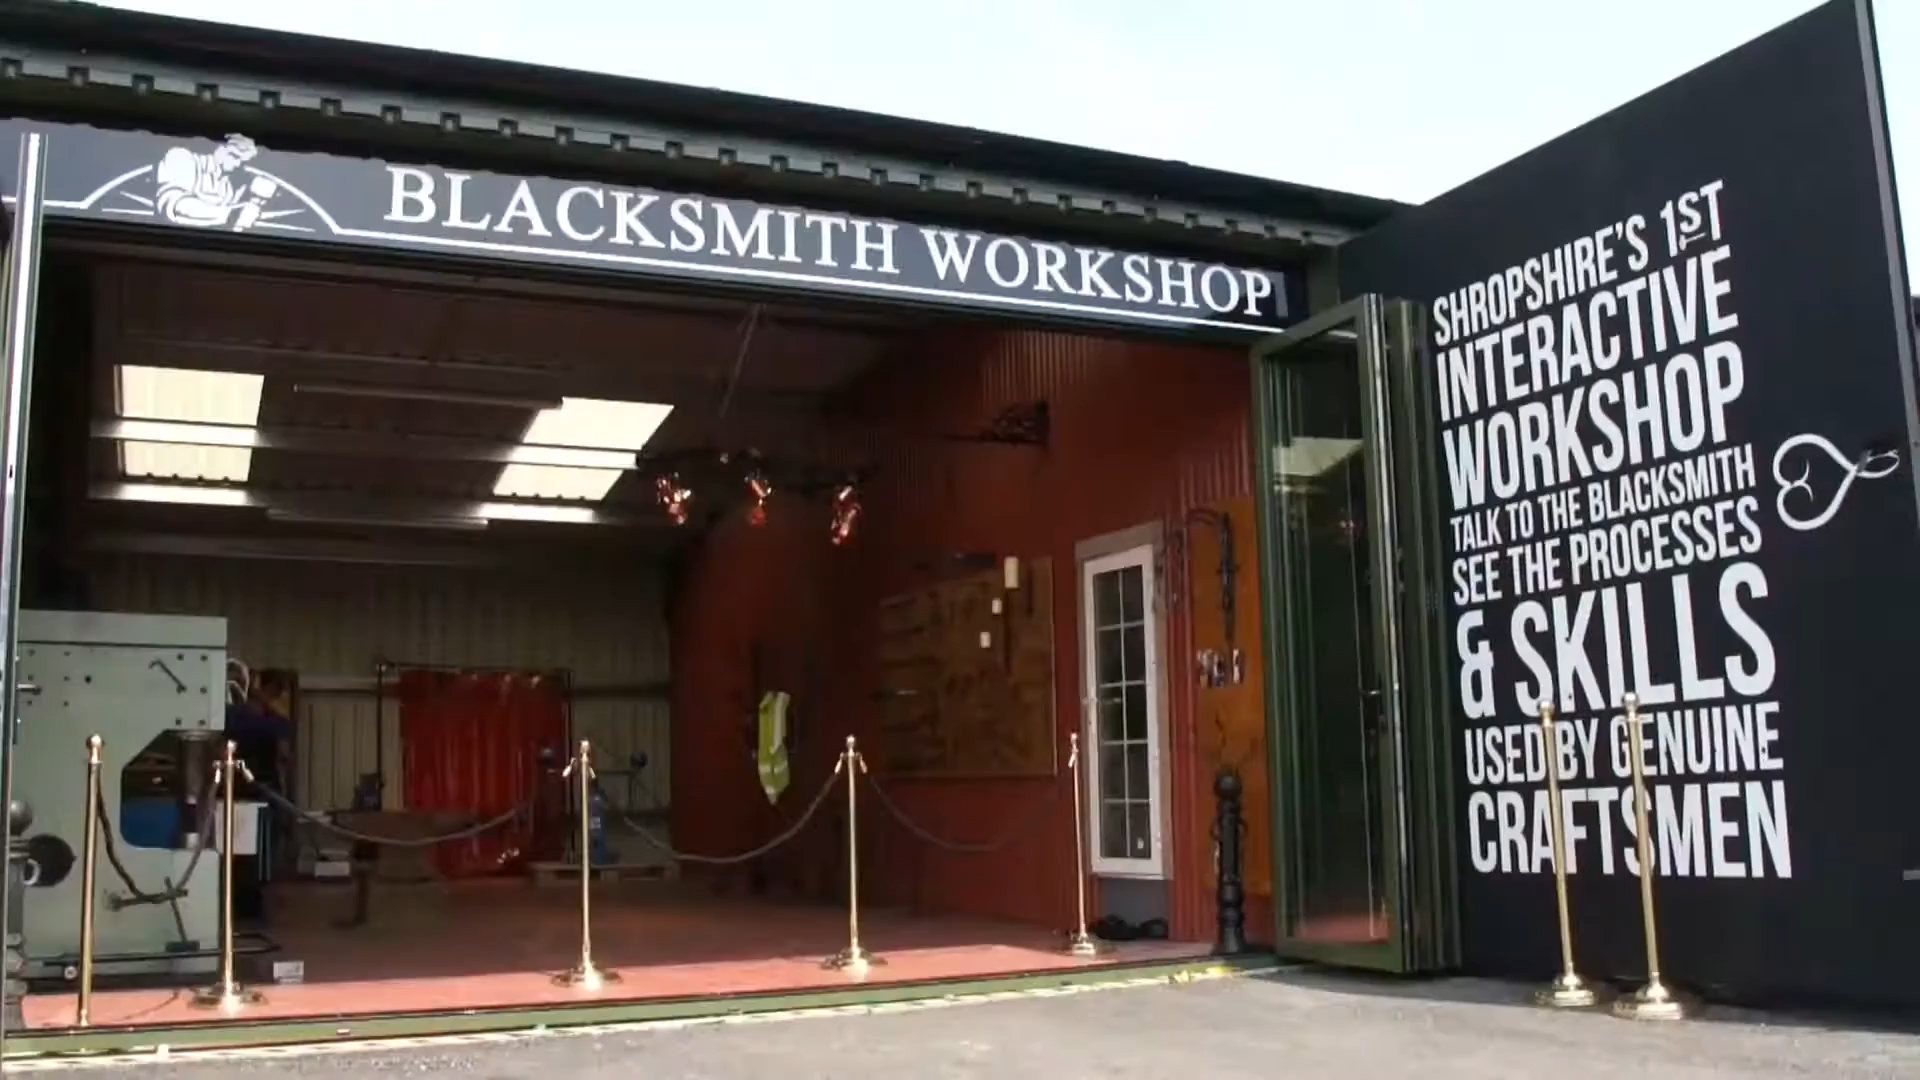 BLACKSMITH WORKSHOP
SHROPSHIRE'S 1ST
INTERACTIVE
WORKSHOP
TALK TO THE BLACKSMITH
SEE THE PROCESSES
& SKILLS
USED BY GENUINE
CRAFTSMEN